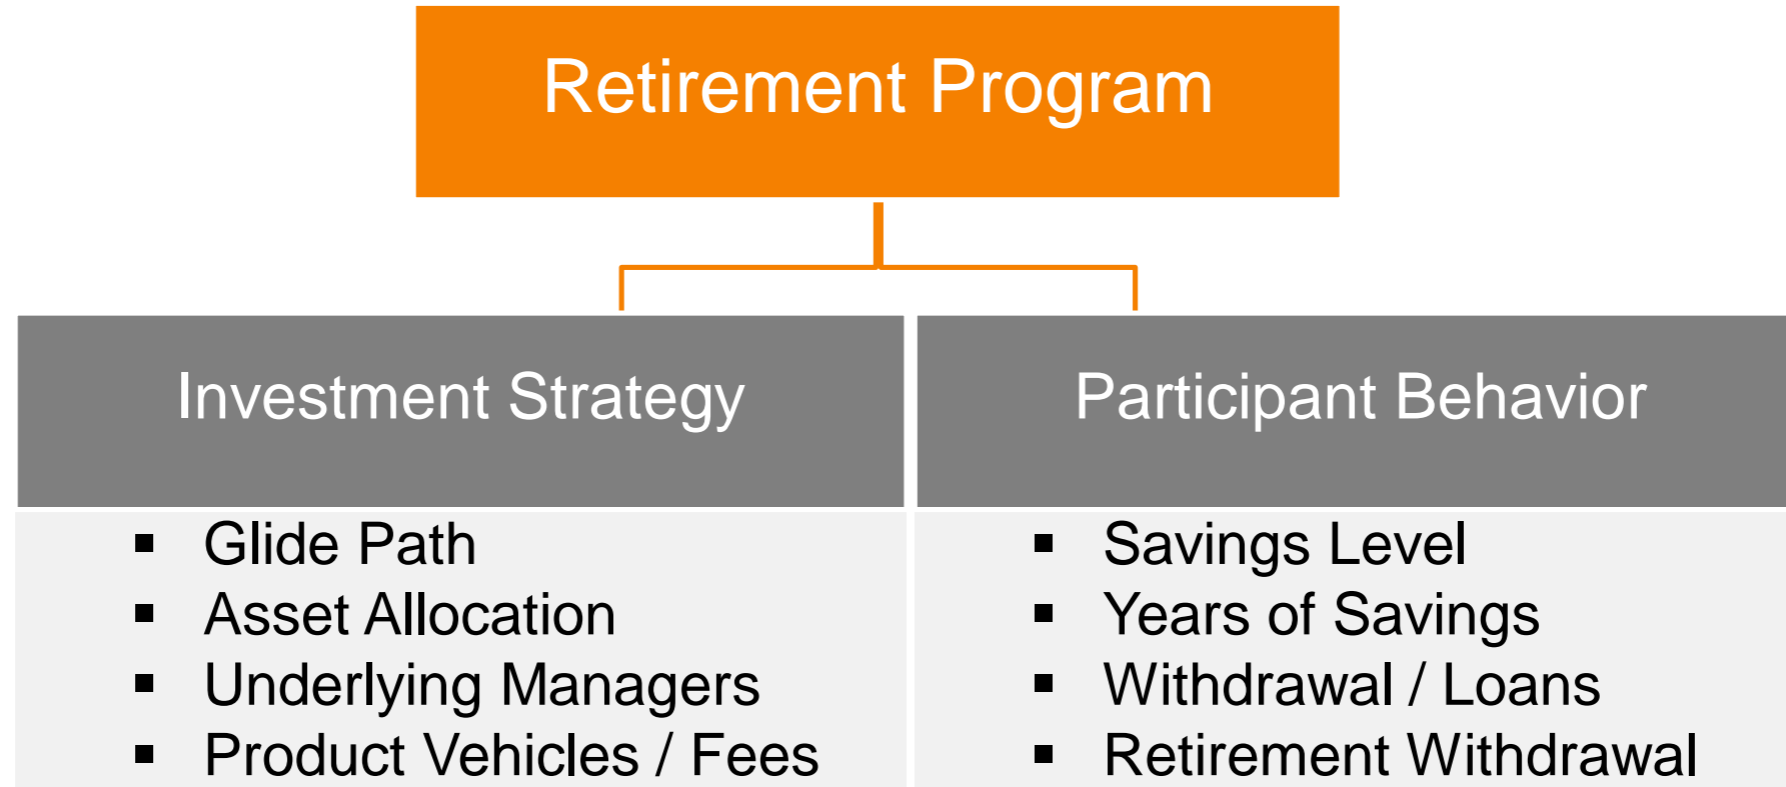 Retirement Program
Investment Strategy
▪ Glide Path
▪ Asset Allocation
▪ Underlying Managers
▪ Product Vehicles / Fees
Participant Behavior
▪ Savings Level
▪ Years of Savings
▪ Withdrawal / Loans
▪ Retirement Withdrawal